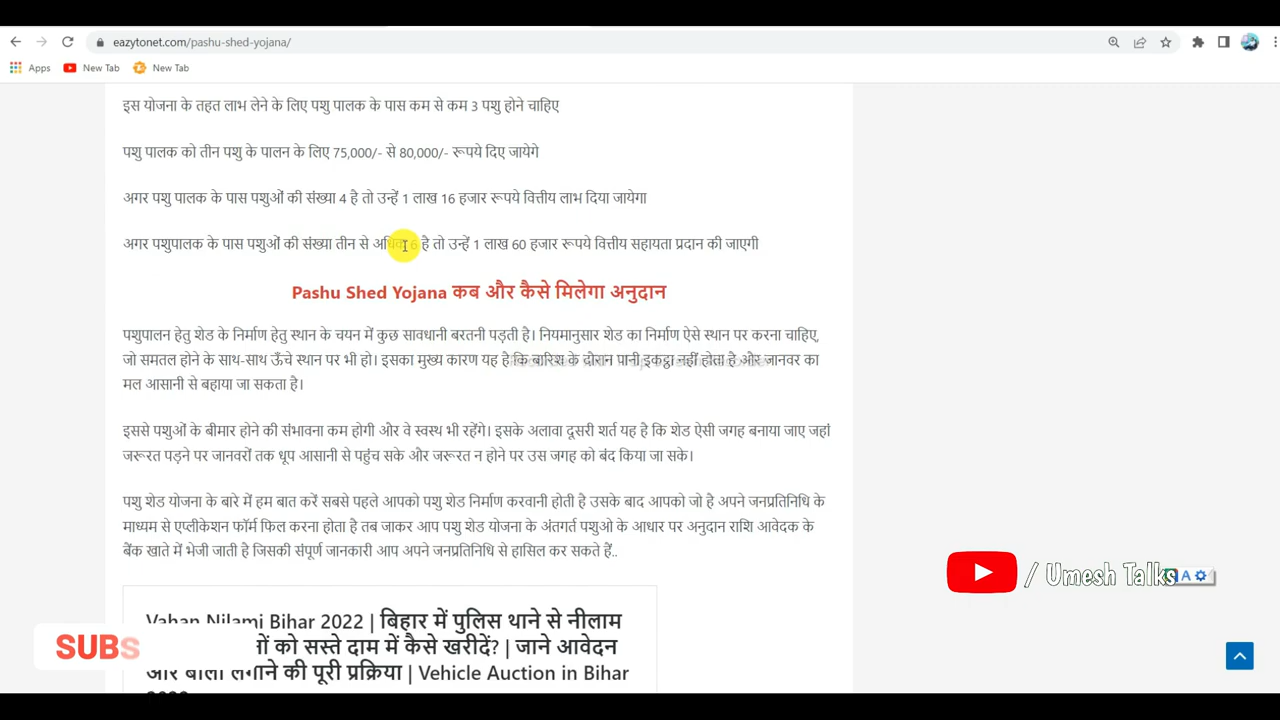 eazytonet.com/pashu-shed-yojana/
Apps New Tab New Tab
इस योजना के तहत लाभ लेने के लिए पशु पालक के पास कम से कम 3 पशु होने चाहिए
पशु पालक को तीन पशु के पालन के लिए 75,000/- से 80,000/- रूपये दिए जायेगे
अगर पशु पालक के पास पशुओं की संख्या 4 है तो उन्हें 1 लाख 16 हजार रूपये वित्तीय लाभ दिया जायेगा
अगर पशुपालक के पास पशुओं की संख्या तीन से अधिक 6 है तो उन्हें 1 लाख 60 हजार रूपये वित्तीय सहायता प्रदान की जाएगी
Pashu Shed Yojana कब और कैसे मिलेगा अनुदान
पशुपालन हेतु शेड के निर्माण हेतु स्थान के चयन में कुछ सावधानी बरतनी पड़ती है। नियमानुसार शेड का निर्माण ऐसे स्थान पर करना चाहिए,
जो समतल होने के साथ-साथ ऊँचे स्थान पर भी हो। इसका मुख्य कारण यह है कि बारिश के दौरान पानी इकट्ठा नहीं होता है और जानवर का
मल आसानी से बहाया जा सकता है।
इससे पशुओं के बीमार होने की संभावना कम होगी और वे स्वस्थ भी रहेंगे। इसके अलावा दूसरी शर्त यह है कि शेड ऐसी जगह बनाया जाए जहां
जरूरत पड़ने पर जानवरों तक धूप आसानी से पहुंच सके और जरूरत न होने पर उस जगह को बंद किया जा सके।
पशु शेड योजना के बारे में हम बात करें सबसे पहले आपको पशु शेड निर्माण करवानी होती है उसके बाद आपको जो है अपने जनप्रतिनिधि के
माध्यम से एप्लीकेशन फॉर्म फिल करना होता है तब जाकर आप पशु शेड योजना के अंतगर्त पशुओ के आधार पर अनुदान राशि आवेदक के
बैंक खाते में भेजी जाती है जिसकी संपूर्ण जानकारी आप अपने जनप्रतिनिधि से हासिल कर सकते हैं..
/ Umesh Talks
A
Vahan Nilami Bihar 2022 | बिहार में पुलिस थाने से नीलाम
SUBS
को सस्ते दाम में कैसे खरीदें? | जाने आवेदन
और बोली लगाने की पूरी प्रक्रिया | Vehicle Auction in Bihar
2022